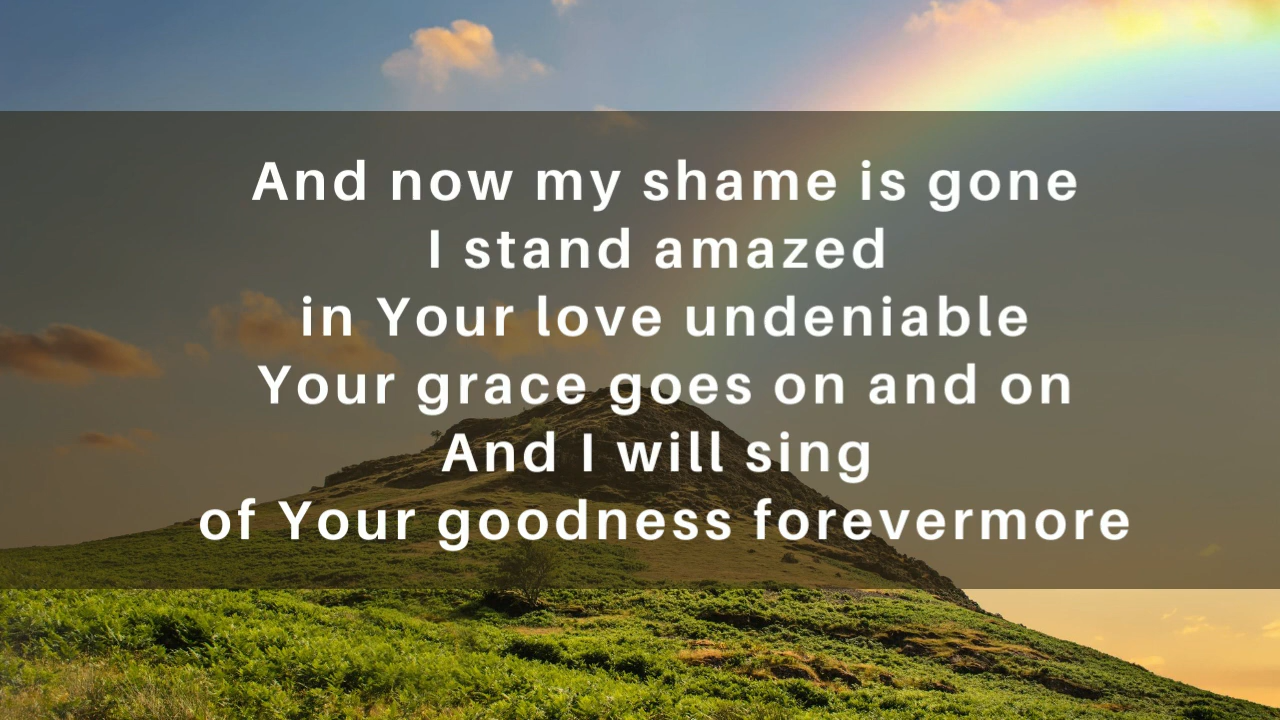 And now my shame is gone
I stand amazed
in Your love undeniable
Your grace goes on and on
And I will sing
of Your goodness forevermore